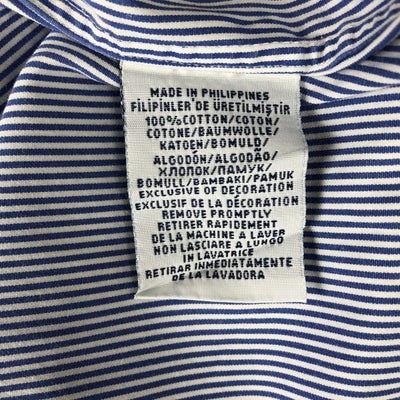 MADE IN PHILIPPINES
FILIPINLER DE ÜRETILMISTIR
100% COTTON/COTON/
COTONE/BAUMWOLLE/
KATOEN/BOMULD/
ALGODÓN/ALGODÃO/
ХЛОПОК/ПАМУК/
BOMULL/BAMBAKI/PAMUK
EXCLUSIVE OF DECORATION
EXCLUSIF DE LA DÉCORATION
REMOVE PROMPTLY
RETIRER RAPIDEMENT
DE LA MACHINE A LAVER
NON LASCIARE A LUNGO
IN LAVATRICE
RETIRAR INMEDIATAMENTE
DE LA LAVADORA